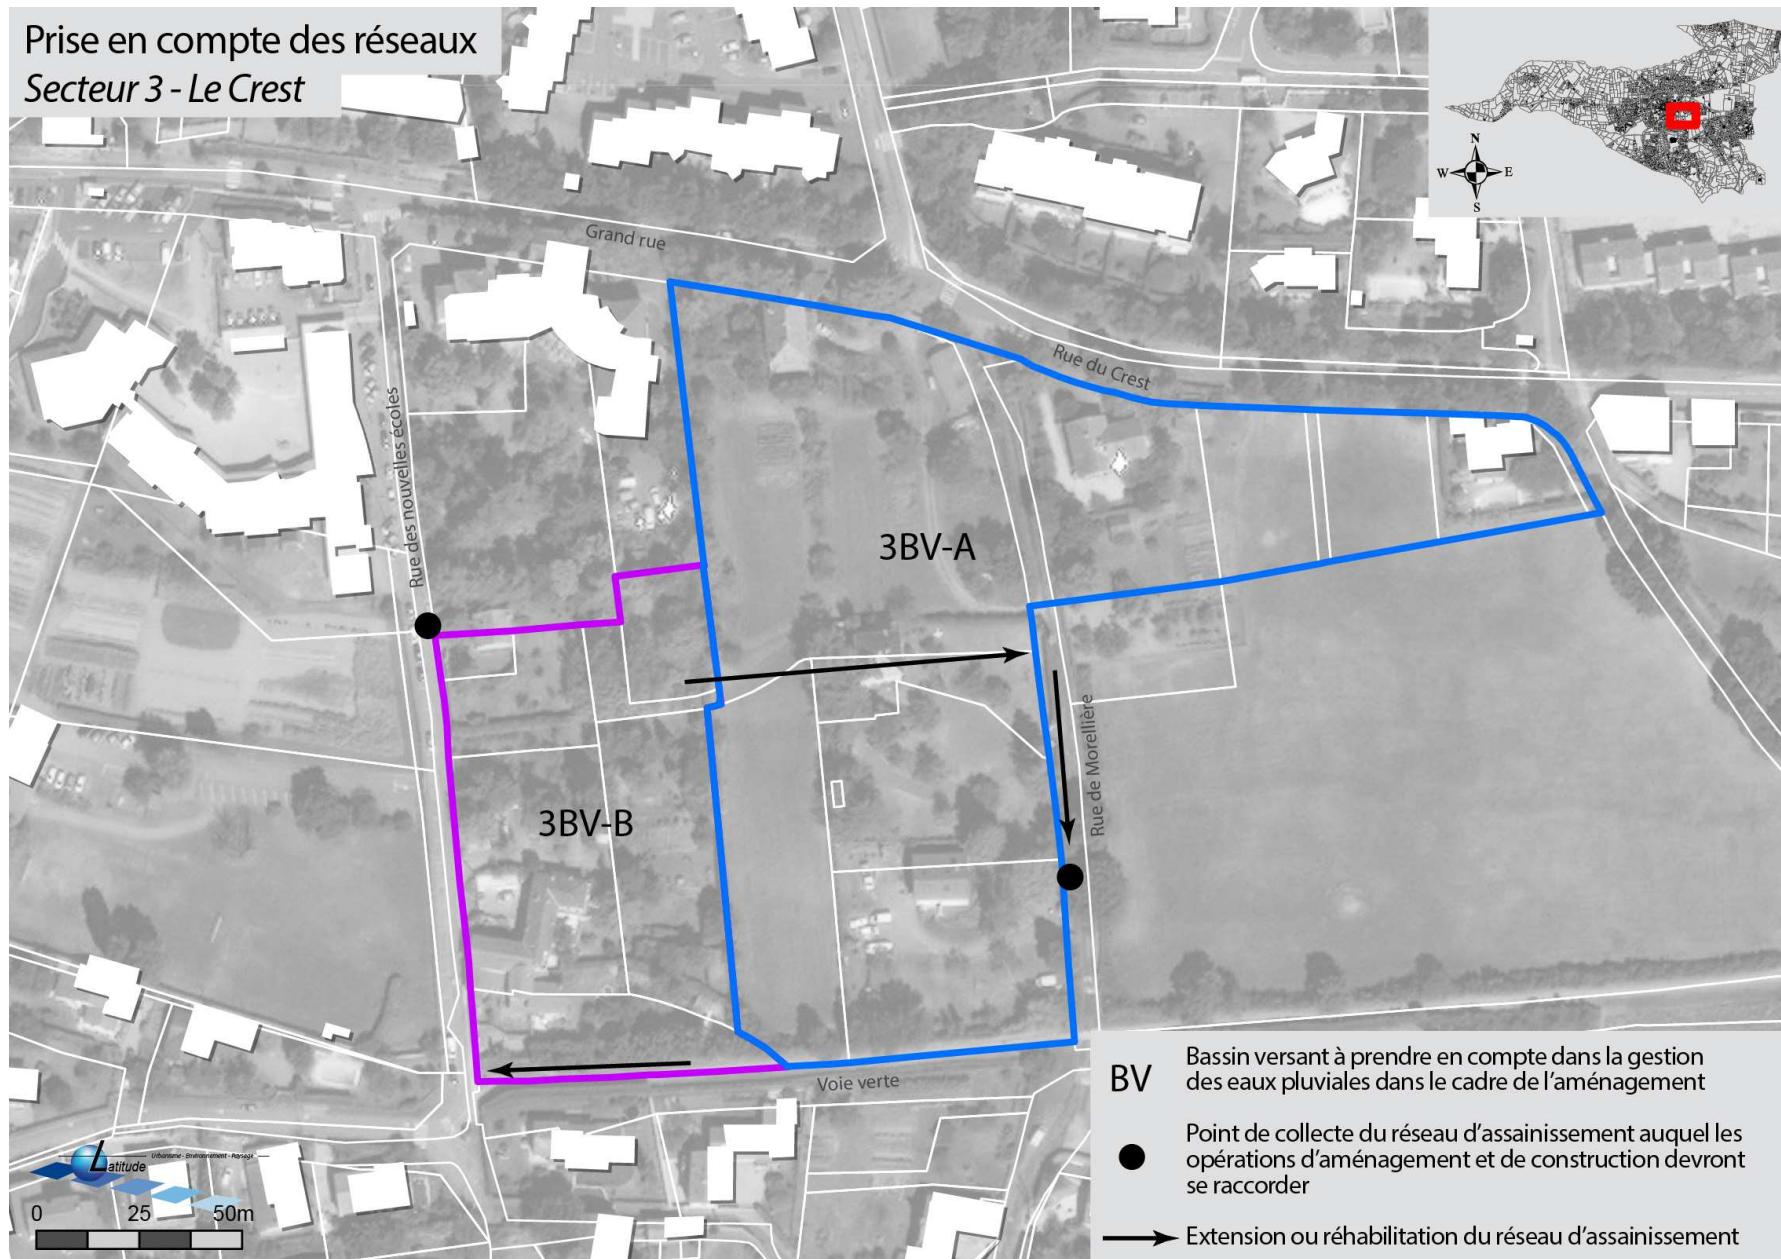 Prise en compte des réseaux
Secteur 3 - Le Crest
N
W E
S
Grand rue
Rue du Crest
Rue des nouvelles écoles
3BV-A
Rue de Morellière
3BV-B
Voie verte
BV Bassin versant à prendre en compte dans la gestion
des eaux pluviales dans le cadre de l'aménagement
Point de collecte du réseau d'assainissement auquel les
opérations d'aménagement et de construction devront
se raccorder
Extension ou réhabilitation du réseau d'assainissement
Latitude
Urbanisme - Environnement - Paysage
0 25 50m